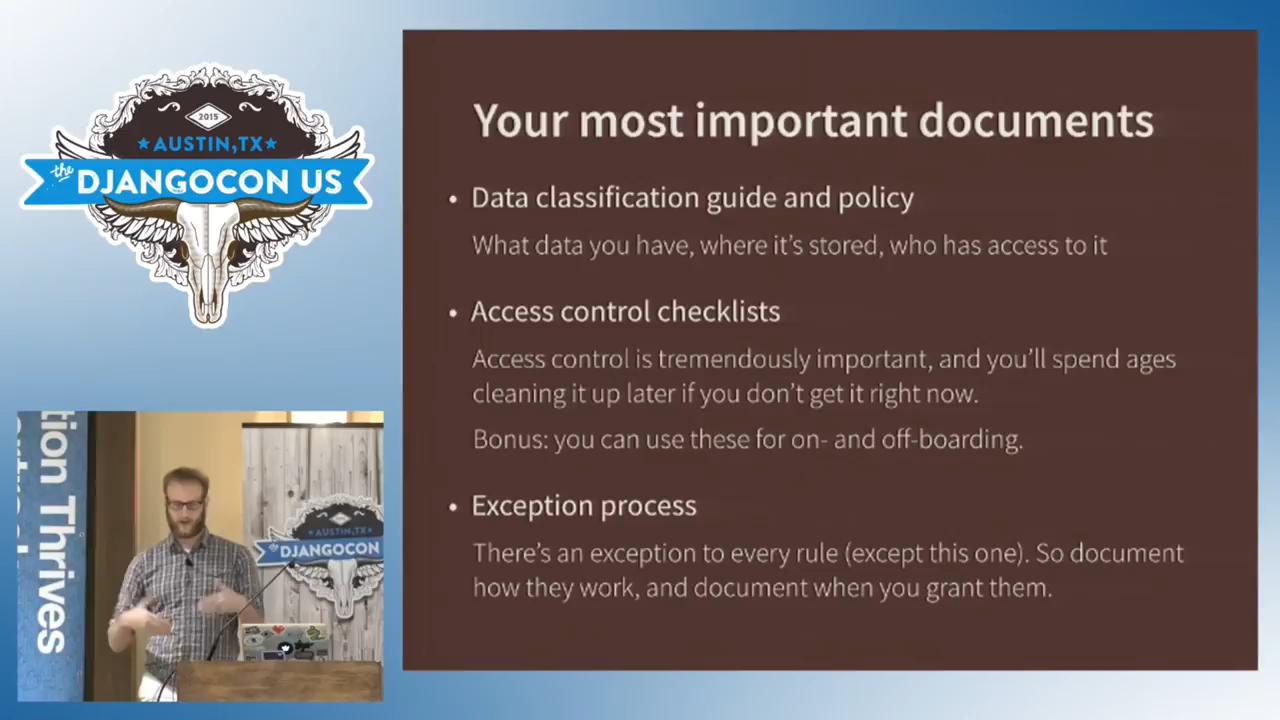 2015
AUSTIN, TX
the
DJANGOCON US
Your most important documents
• Data classification guide and policy
What data you have, where it's stored, who has access to it
• Access control checklists
Access control is tremendously important, and you'll spend ages
cleaning it up later if you don't get it right now.
Bonus: you can use these for on- and off-boarding.
• Exception process
There's an exception to every rule (except this one). So document
how they work, and document when you grant them.
tion Thrives
AUSTIN, TX
DJANGOCON